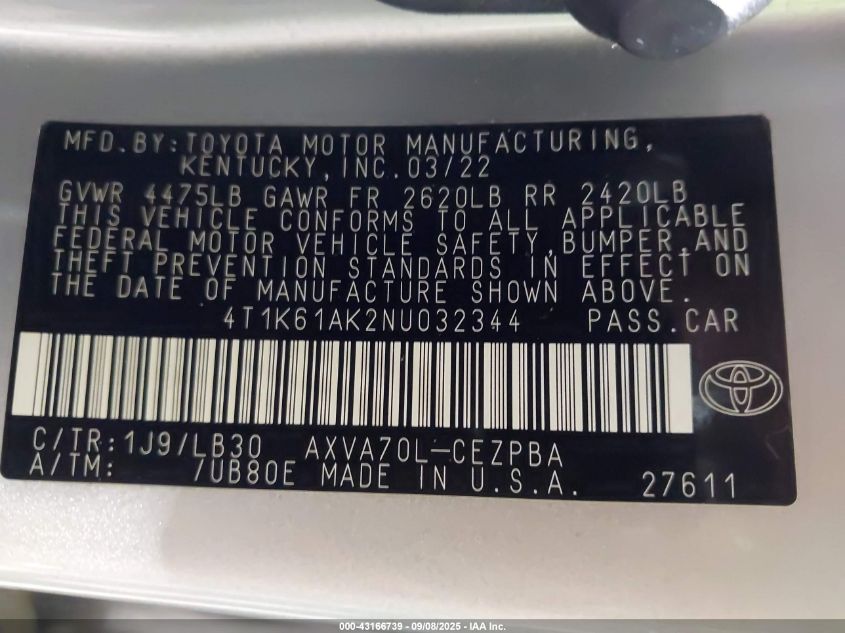 MFD.BY:TOYOTA MOTOR MANUFACTURING,
KENTUCKY,INC.03/22
GVWR 4475LB GAWR FR 2620LB RR 2420LB
THIS VEHICLE CONFORMS TO ALL APPLICABLE
FEDERAL MOTOR VEHICLE SAFETY,BUMPER,AND
THEFT PREVENTION STANDARDS IN EFFECT ON
THE DATE OF MANUFACTURE SHOWN ABOVE.
4T1K61AK2NU032344 PASS.CAR
C/TR:1J9/LB30 AXVA70L-CEZPBA
A/TM: /UB80E MADE IN U.S.A. 27611
000-43166739 - 09/08/2025 - IAA Inc.